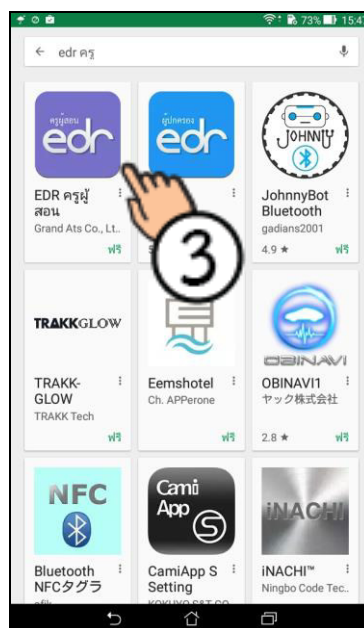 73% 15:47
edr ครู
ครูผู้สอน
edr
ผู้ปกครอง
edr
JOHNNY
EDR ครูผู้
สอน
Grand Ats Co., Lt..
ฟรี
JohnnyBot
Bluetooth
gadians2001
4.9 ★
ฟรี
3
TRAKKGLOW
OBINAVI
TRAKK-
GLOW
TRAKK Tech
ฟรี
Eemshotel
Ch. APPerone
ฟรี
OBINAVI1
ヤック株式会社
2.8 ★
ฟรี
NFC
Cami
App
S
iNACHI
Bluetooth
NFCタグラ
CamiApp S
Setting
KOKUYO S&T CO
iNACHI™
Ningbo Code Tec..